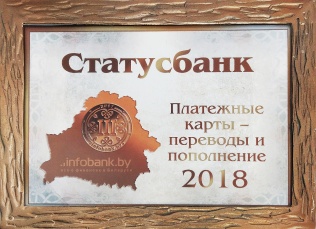 Статусбанк
Платежные
карты –
переводы и
пополнение
2018
infobank.by